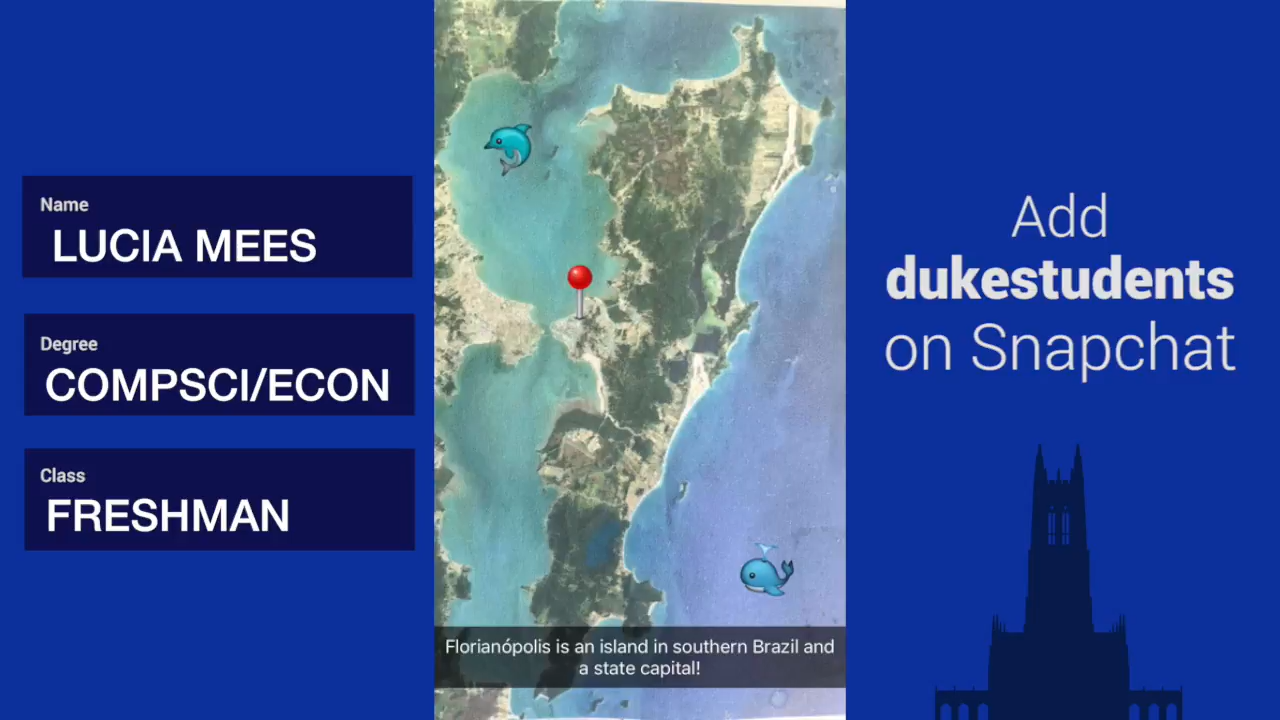 Name
LUCIA MEES
Degree
COMPSCI/ECON
Class
FRESHMAN
Florianópolis is an island in southern Brazil and
a state capital!
Add
dukestudents
on Snapchat